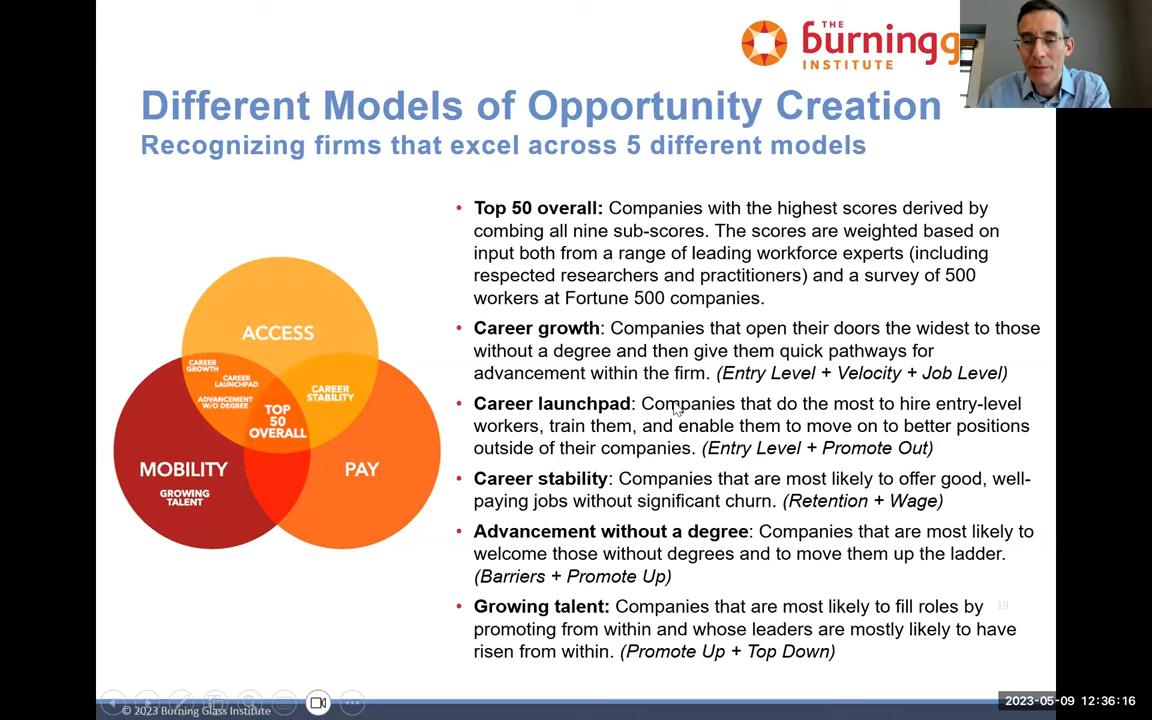 THE
burningg
INSTITUTE
Different Models of Opportunity Creation
Recognizing firms that excel across 5 different models
• Top 50 overall: Companies with the highest scores derived by
combing all nine sub-scores. The scores are weighted based on
input both from a range of leading workforce experts (including
respected researchers and practitioners) and a survey of 500
workers at Fortune 500 companies.
• Career growth: Companies that open their doors the widest to those
without a degree and then give them quick pathways for
advancement within the firm. (Entry Level + Velocity + Job Level)
• Career launchpad: Companies that do the most to hire entry-level
workers, train them, and enable them to move on to better positions
outside of their companies. (Entry Level + Promote Out)
• Career stability: Companies that are most likely to offer good, well-
paying jobs without significant churn. (Retention + Wage)
• Advancement without a degree: Companies that are most likely to
welcome those without degrees and to move them up the ladder.
(Barriers + Promote Up)
• Growing talent: Companies that are most likely to fill roles by
promoting from within and whose leaders are mostly likely to have
risen from within. (Promote Up + Top Down)
ACCESS
CAREER
GROWTH
CAREER
LAUNCHPAD
ADVANCEMENT
W/O DEGREE
CAREER
STABILITY
TOP
50
OVERALL
MOBILITY
GROWING
TALENT
PAY
19
© 2023 Burning Glass Institute
2023-05-09 12:36:16